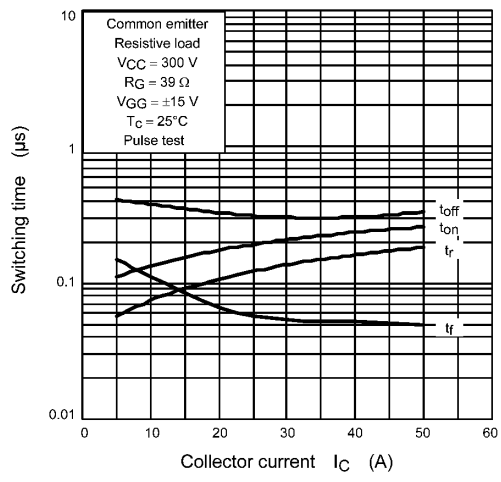 10
Common emitter
Resistive load
VCC = 300 V
RG = 39 Ω
VGG = ±15 V
TC = 25°C
Pulse test
1
Switching time (μs)
toff
ton
tr
0.1
tf
0.01
0 10 20 30 40 50 60
Collector current IC (A)